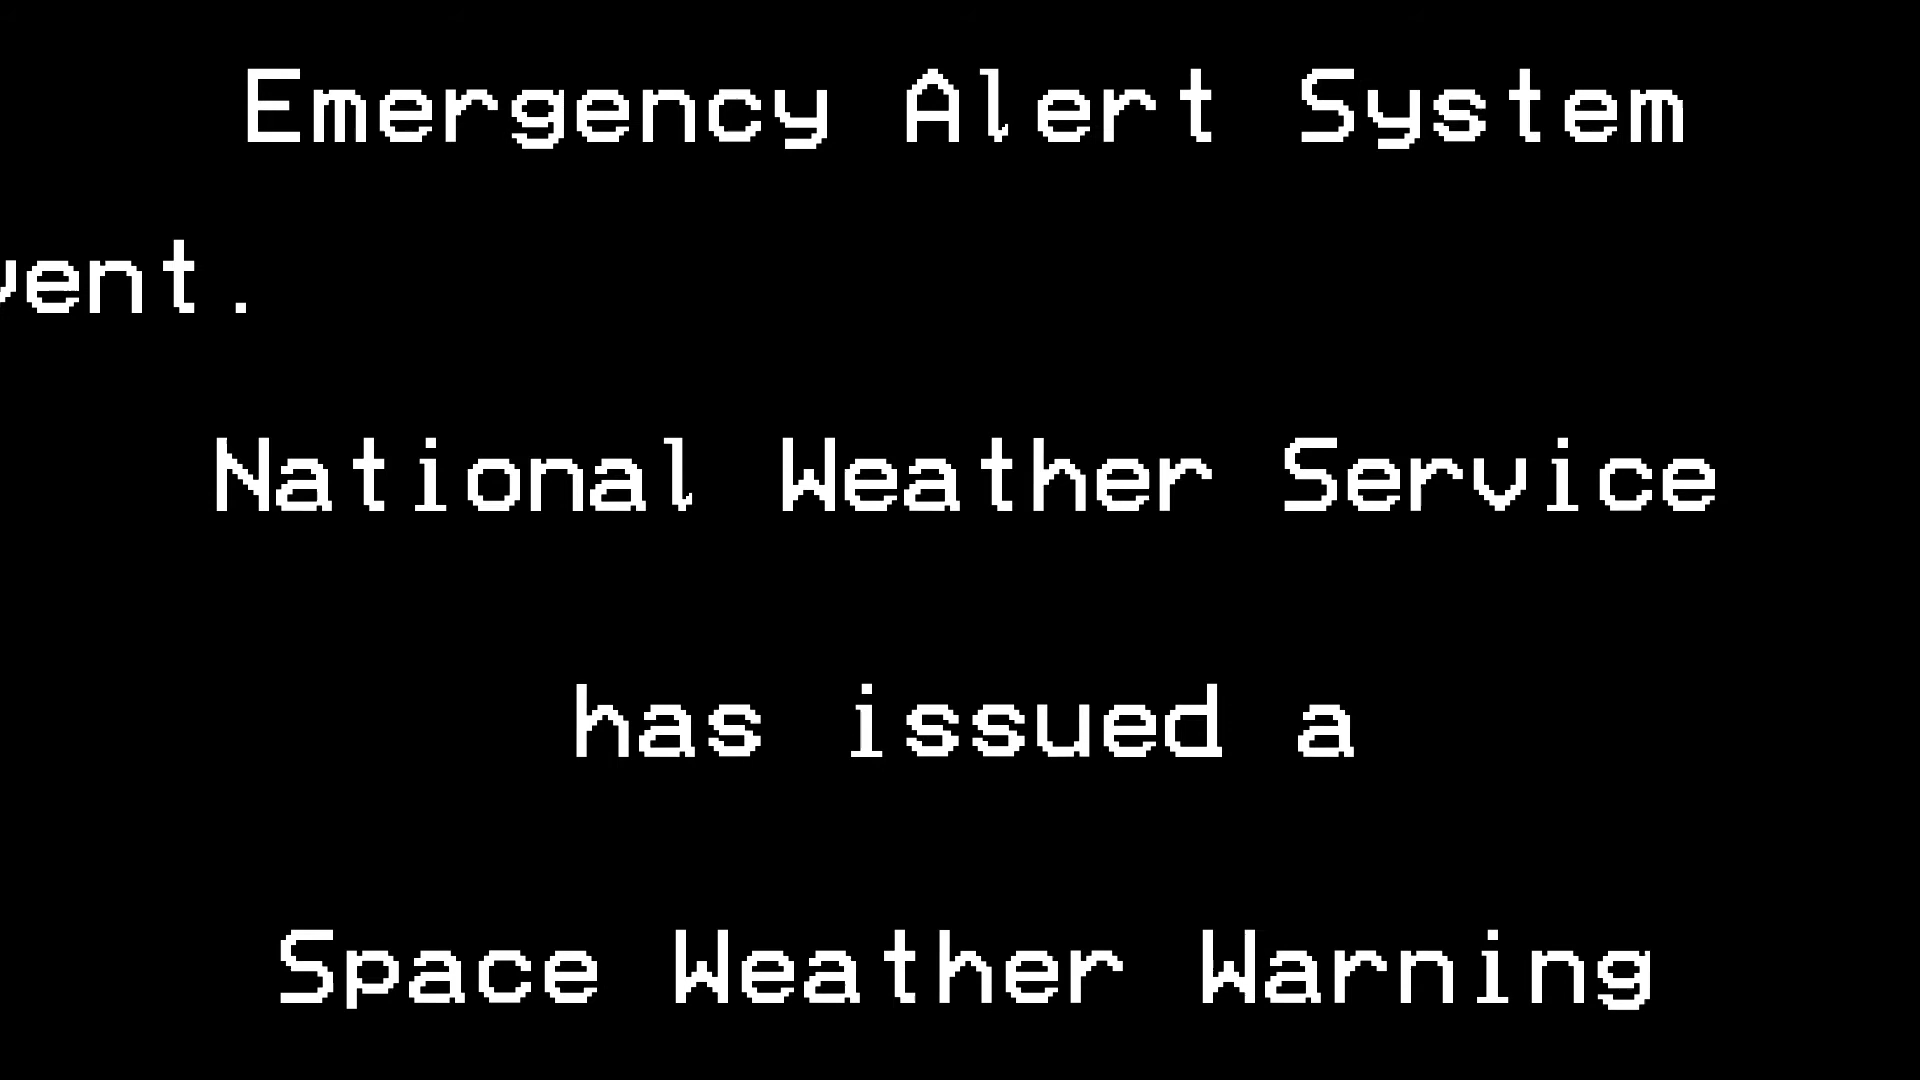 Emergency Alert System
vent.
National Weather Service
has issued a
Space Weather Warning